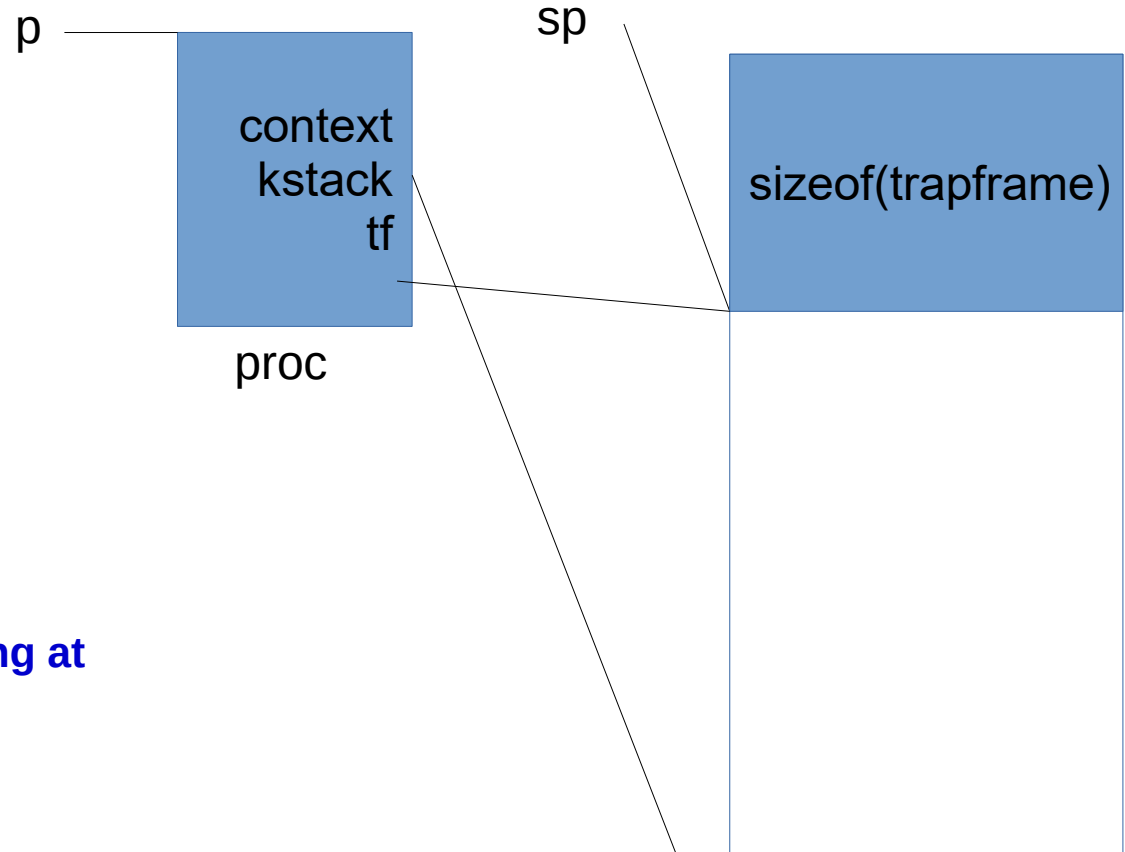 p
sp
context
kstack
tf
sizeof(trapframe)
proc
ng at